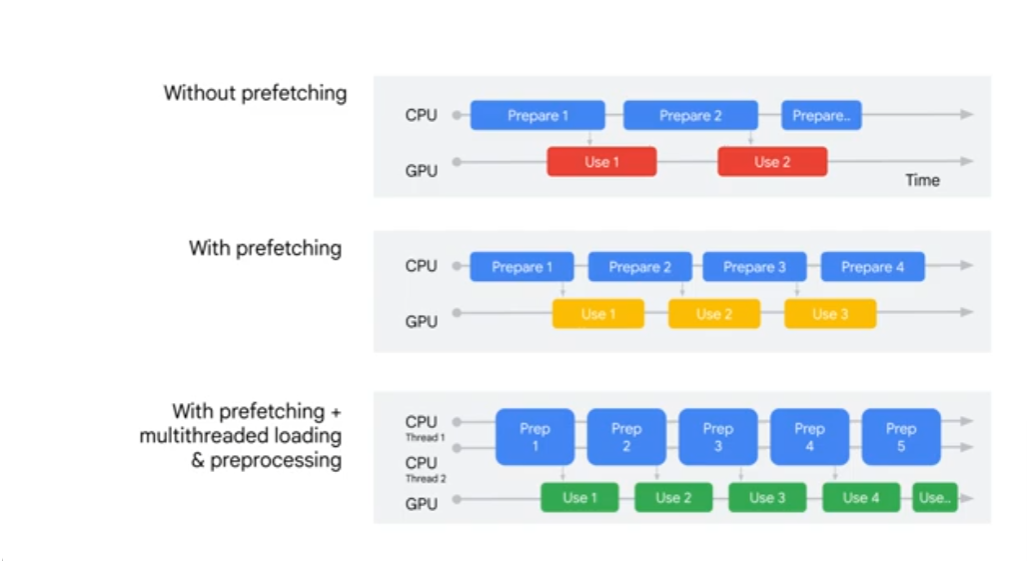 Without prefetching
CPU
Prepare 1
Prepare 2
Prepare..
GPU
Use 1
Use 2
Time
With prefetching
CPU
Prepare 1
Prepare 2
Prepare 3
Prepare 4
GPU
Use 1
Use 2
Use 3
With prefetching +
multithreaded loading
& preprocessing
CPU
Thread 1
CPU
Thread 2
Prep
1
Prep
2
Prep
3
Prep
4
Prep
5
GPU
Use 1
Use 2
Use 3
Use 4
Use..